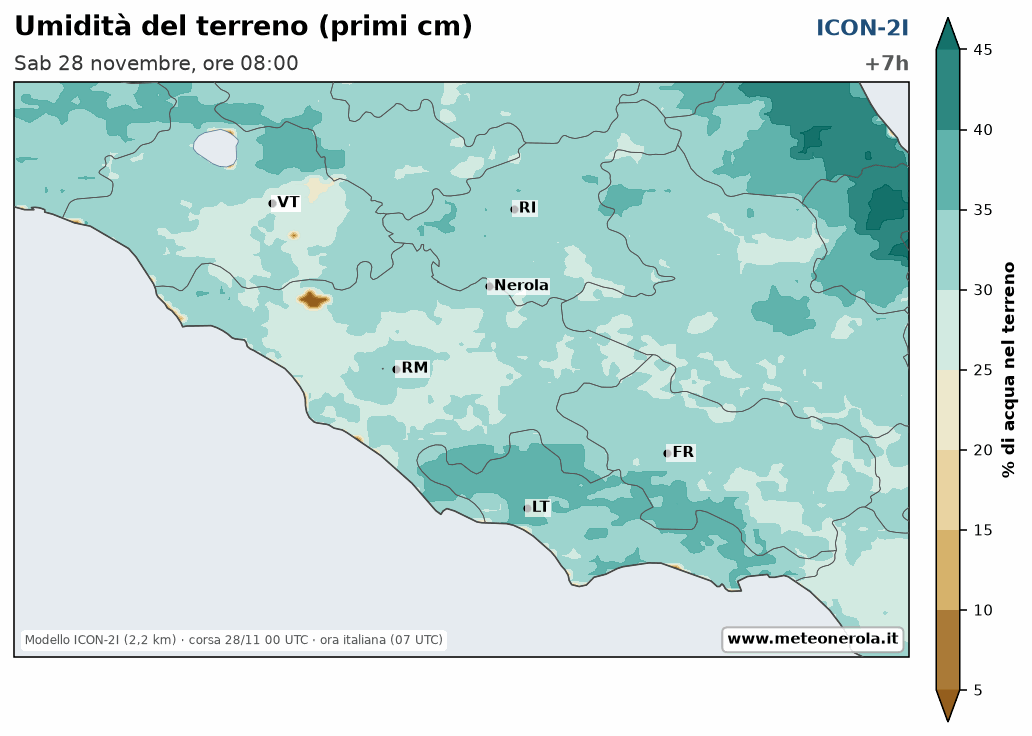 Umidità del terreno (primi cm)
ICON-2I
Sab 28 novembre, ore 08:00
+7h
45
40
35
30
25
20
15
10
5
% di acqua nel terreno
VT
RI
Nerola
RM
FR
LT
Modello ICON-2I (2,2 km) · corsa 28/11 00 UTC · ora italiana (07 UTC)
www.meteonerola.it